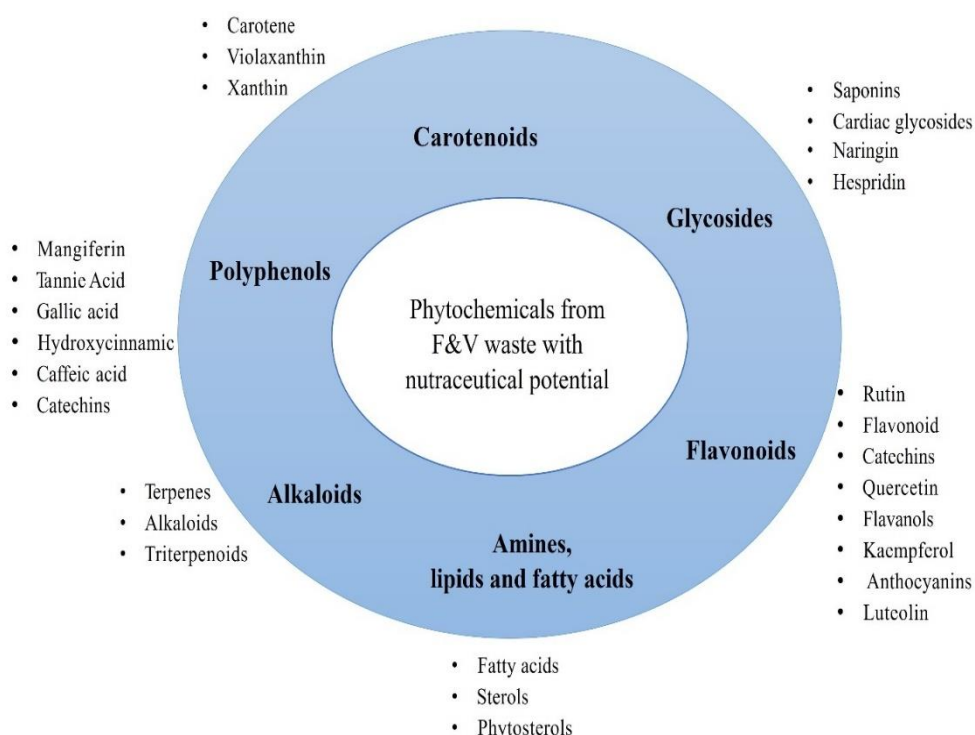 • Carotene
• Violaxanthin
• Xanthin
Carotenoids
• Saponins
• Cardiac glycosides
• Naringin
• Hespridin
Glycosides
Polyphenols
• Mangiferin
• Tannic Acid
• Gallic acid
• Hydroxycinnamic
• Caffeic acid
• Catechins
Phytochemicals from
F&V waste with
nutraceutical potential
Flavonoids
• Rutin
• Flavonoid
• Catechins
• Quercetin
• Flavanols
• Kaempferol
• Anthocyanins
• Luteolin
Alkaloids
• Terpenes
• Alkaloids
• Triterpenoids
Amines,
lipids and fatty acids
• Fatty acids
• Sterols
• Phytosterols